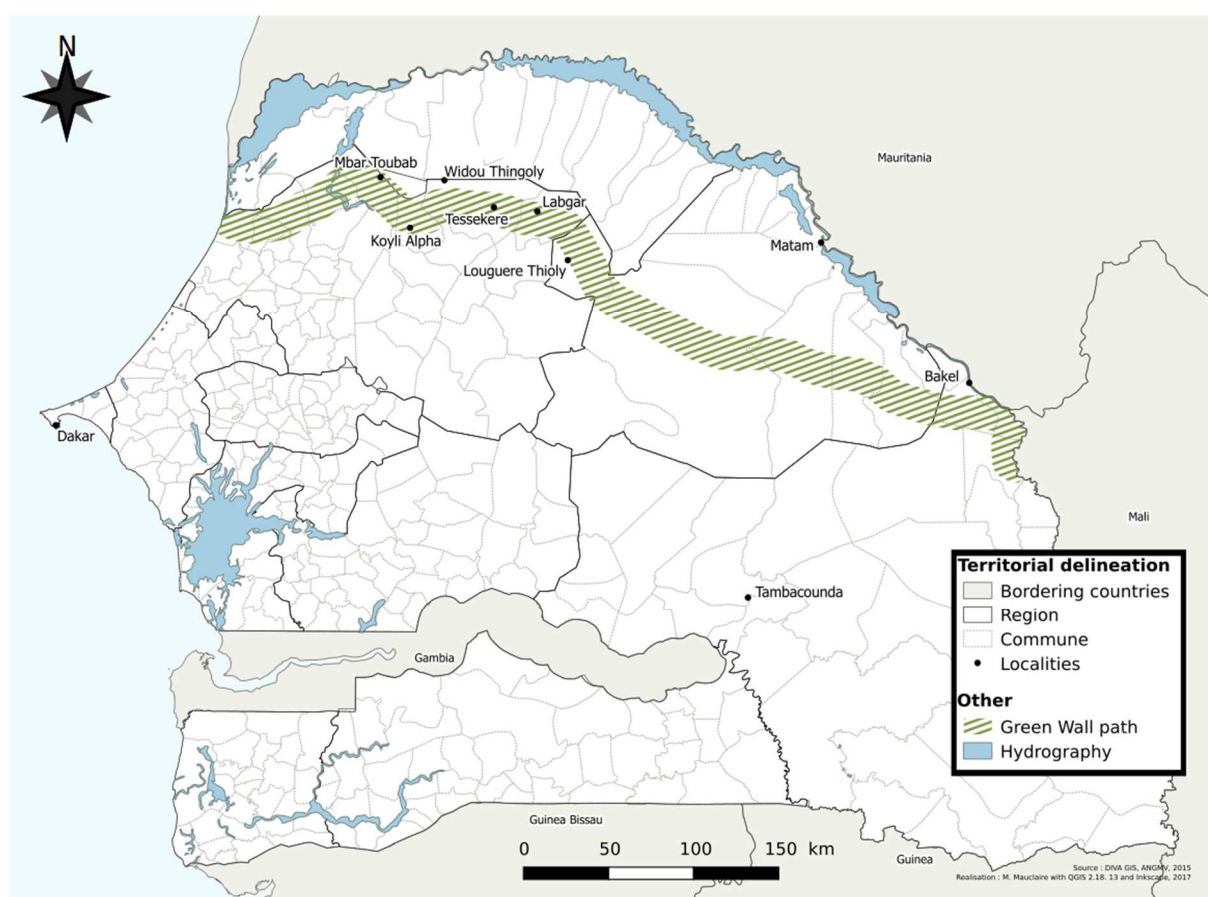 N
Mauritania
Mbar Toubab
Widou Thingoly
Labgar
Tessekere
Koyli Alpha
Matam
Louguere Thioly
Bakel
Dakar
Mali
Territorial delineation
Bordering countries
Region
Commune
Localities
Other
Green Wall path
Hydrography
Tambacounda
Gambia
Guinea Bissau
Guinea
0 50 100 150 km
Source : DIVA GIS, ANGMV, 2015
Realisation : M. Mauclaire with QGIS 2.18. 13 and Inkscape, 2017